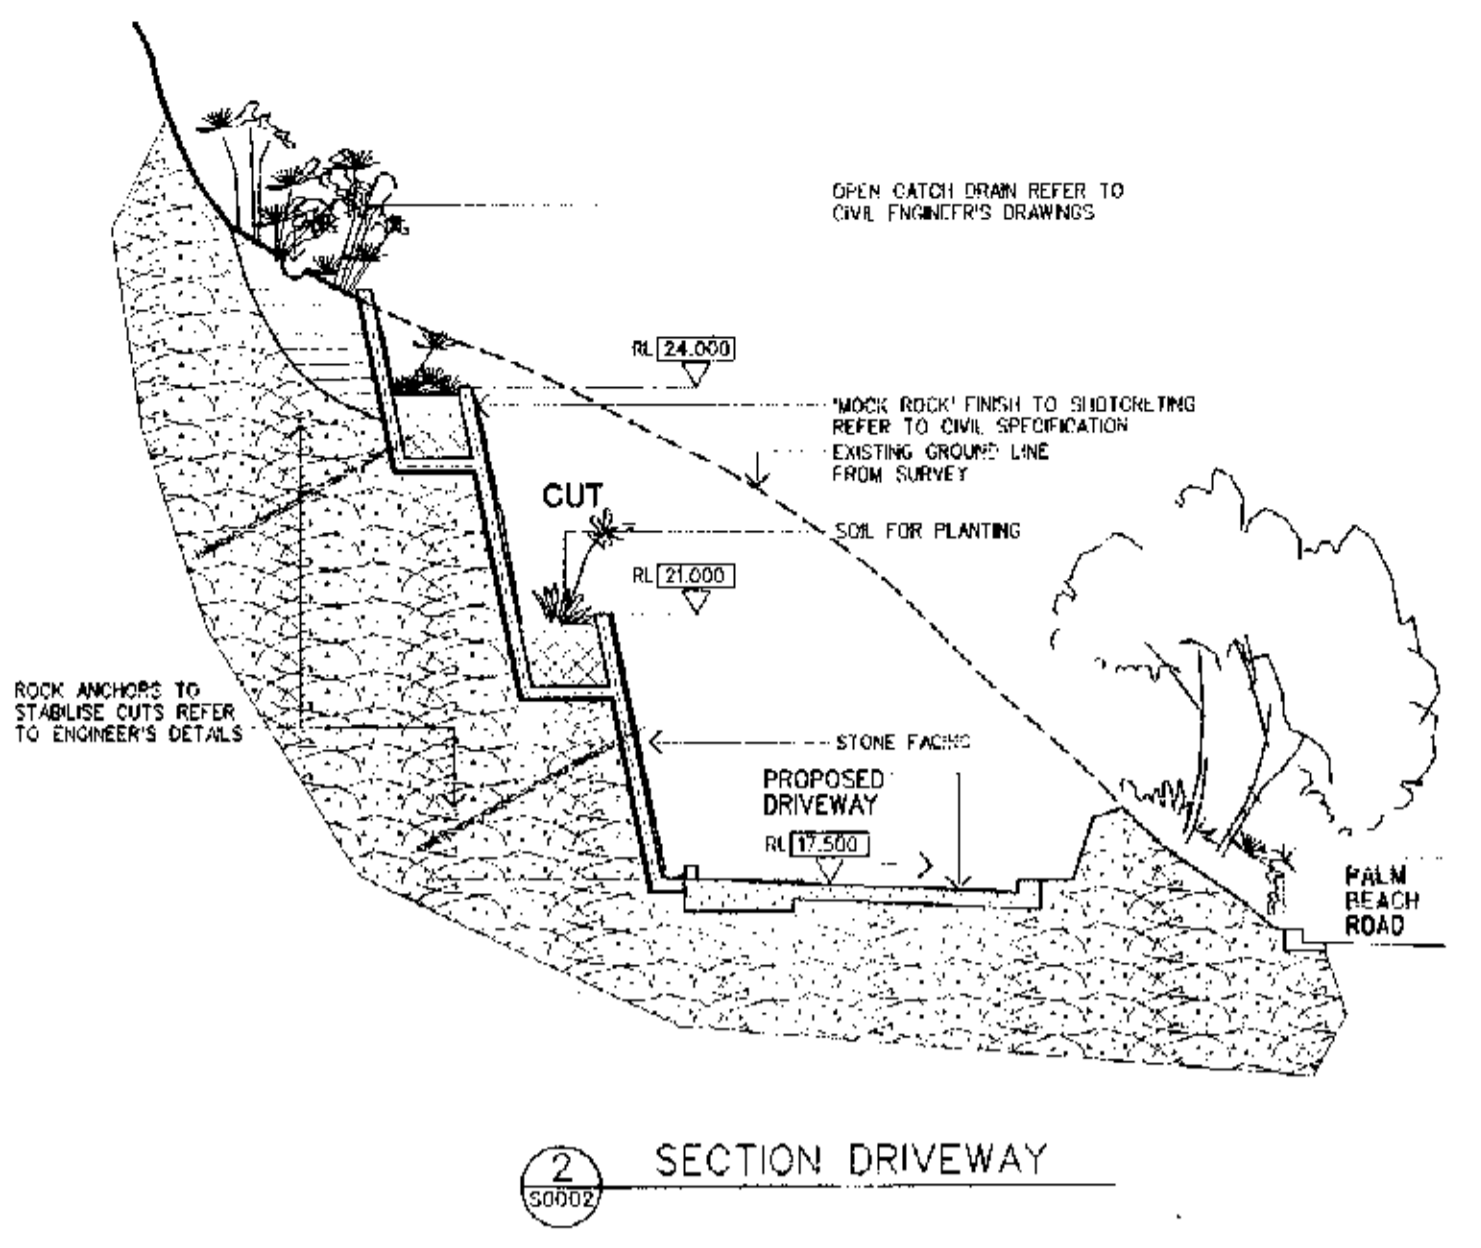 OPEN CATCH DRAIN REFER TO
CIVIL ENGINEER'S DRAWINGS
RL 24.000
'MOCK ROCK' FINISH TO SHOTCRETING
REFER TO CIVIL SPECIFICATION
EXISTING GROUND LINE
FROM SURVEY
CUT
SOIL FOR PLANTING
RL 21.000
ROCK ANCHORS TO
STABILISE CUTS REFER
TO ENGINEER'S DETAILS
STONE FACING
PROPOSED
DRIVEWAY
RL 17.500
PALM
BEACH
ROAD
2
S0002
SECTION DRIVEWAY